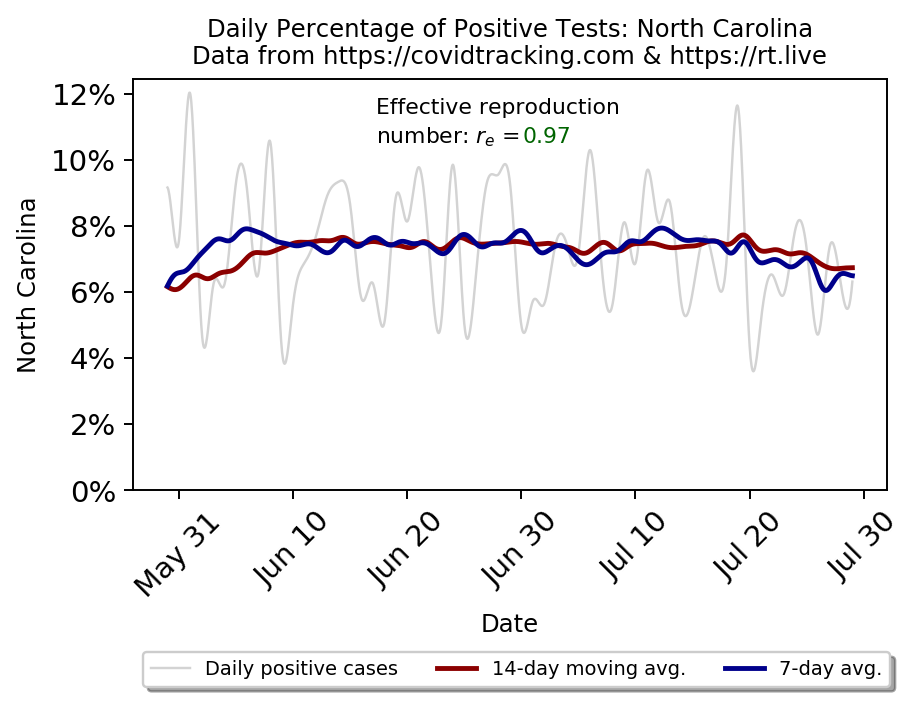 Daily Percentage of Positive Tests: North Carolina
Data from https://covidtracking.com & https://rt.live
Effective reproduction
number: rₑ =0.97
North Carolina
12%
10%
8%
6%
4%
2%
0%
May 31
Jun 10
Jun 20
Jun 30
Jul 10
Jul 20
Jul 30
Date
Daily positive cases
14-day moving avg.
7-day avg.